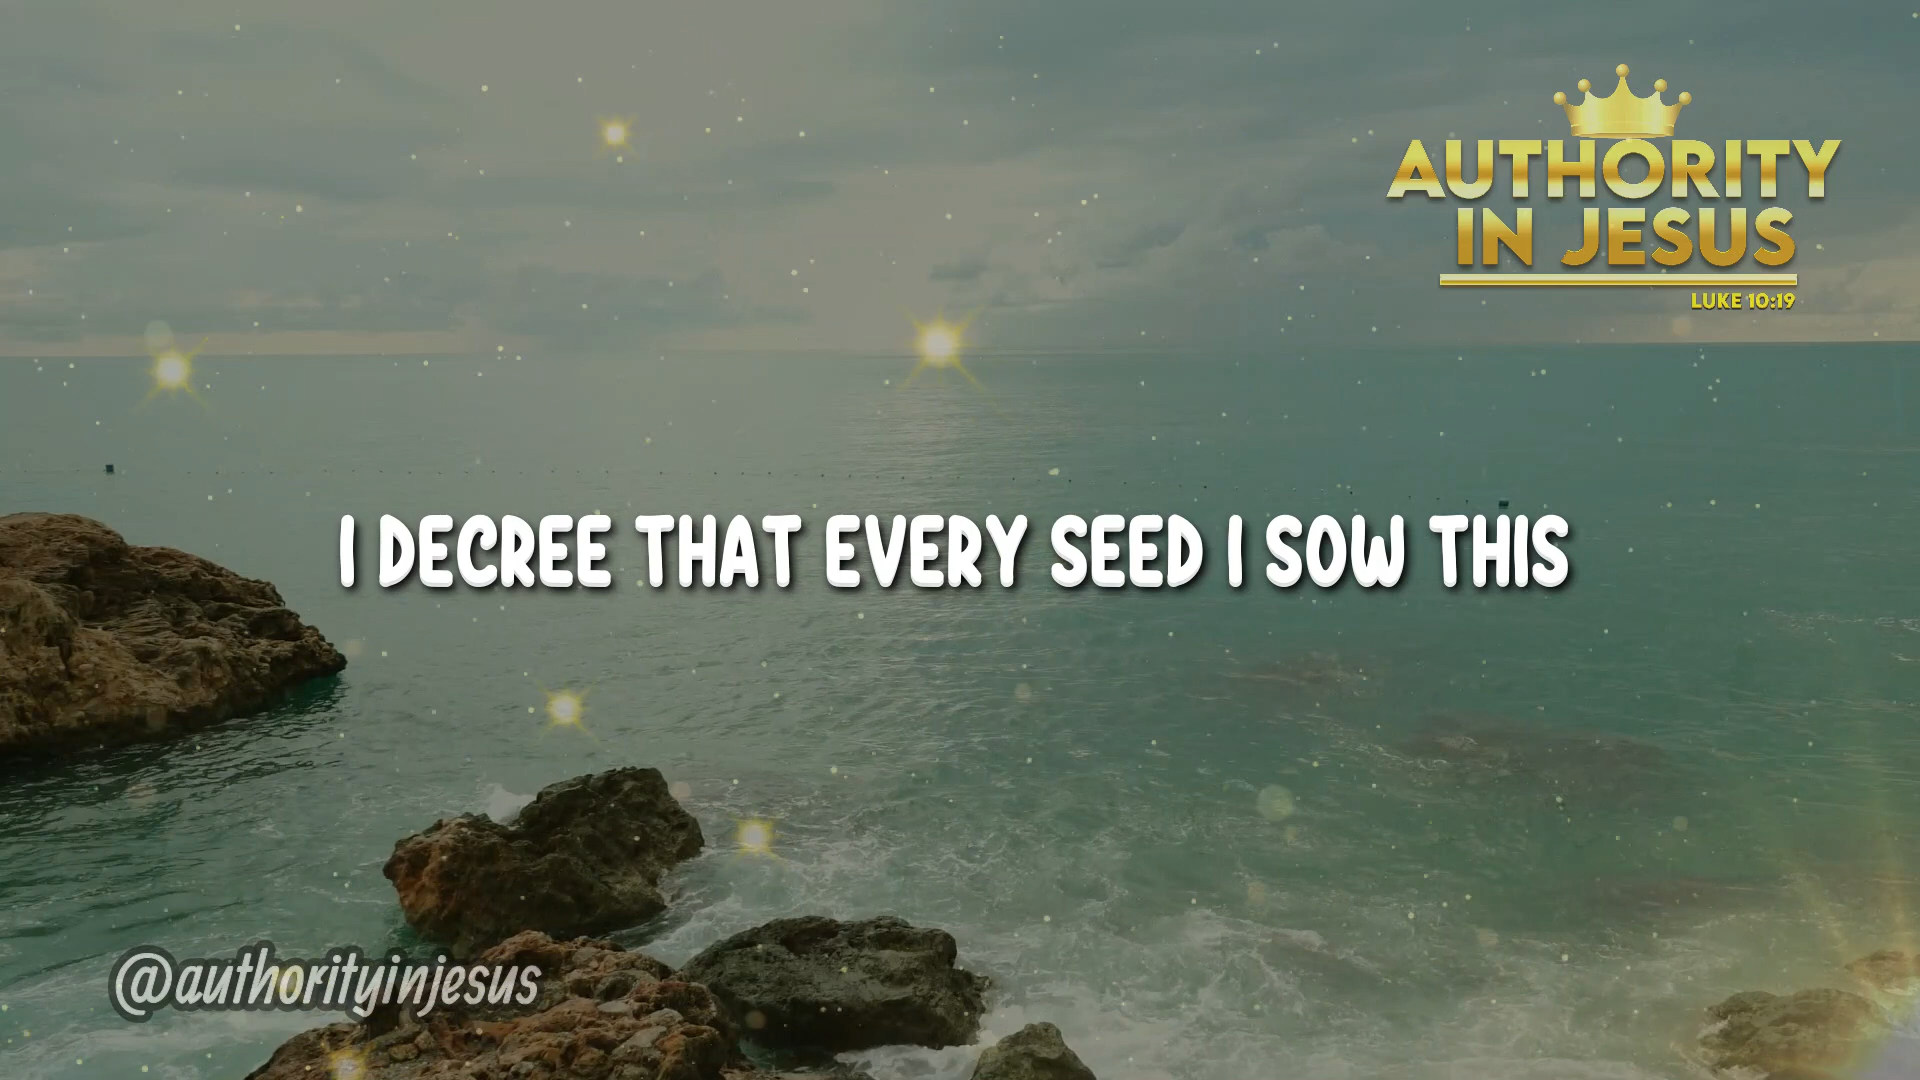 AUTHORITY
IN JESUS
LUKE 10:19
I DECREE THAT EVERY SEED I SOW THIS
@authorityinjesus